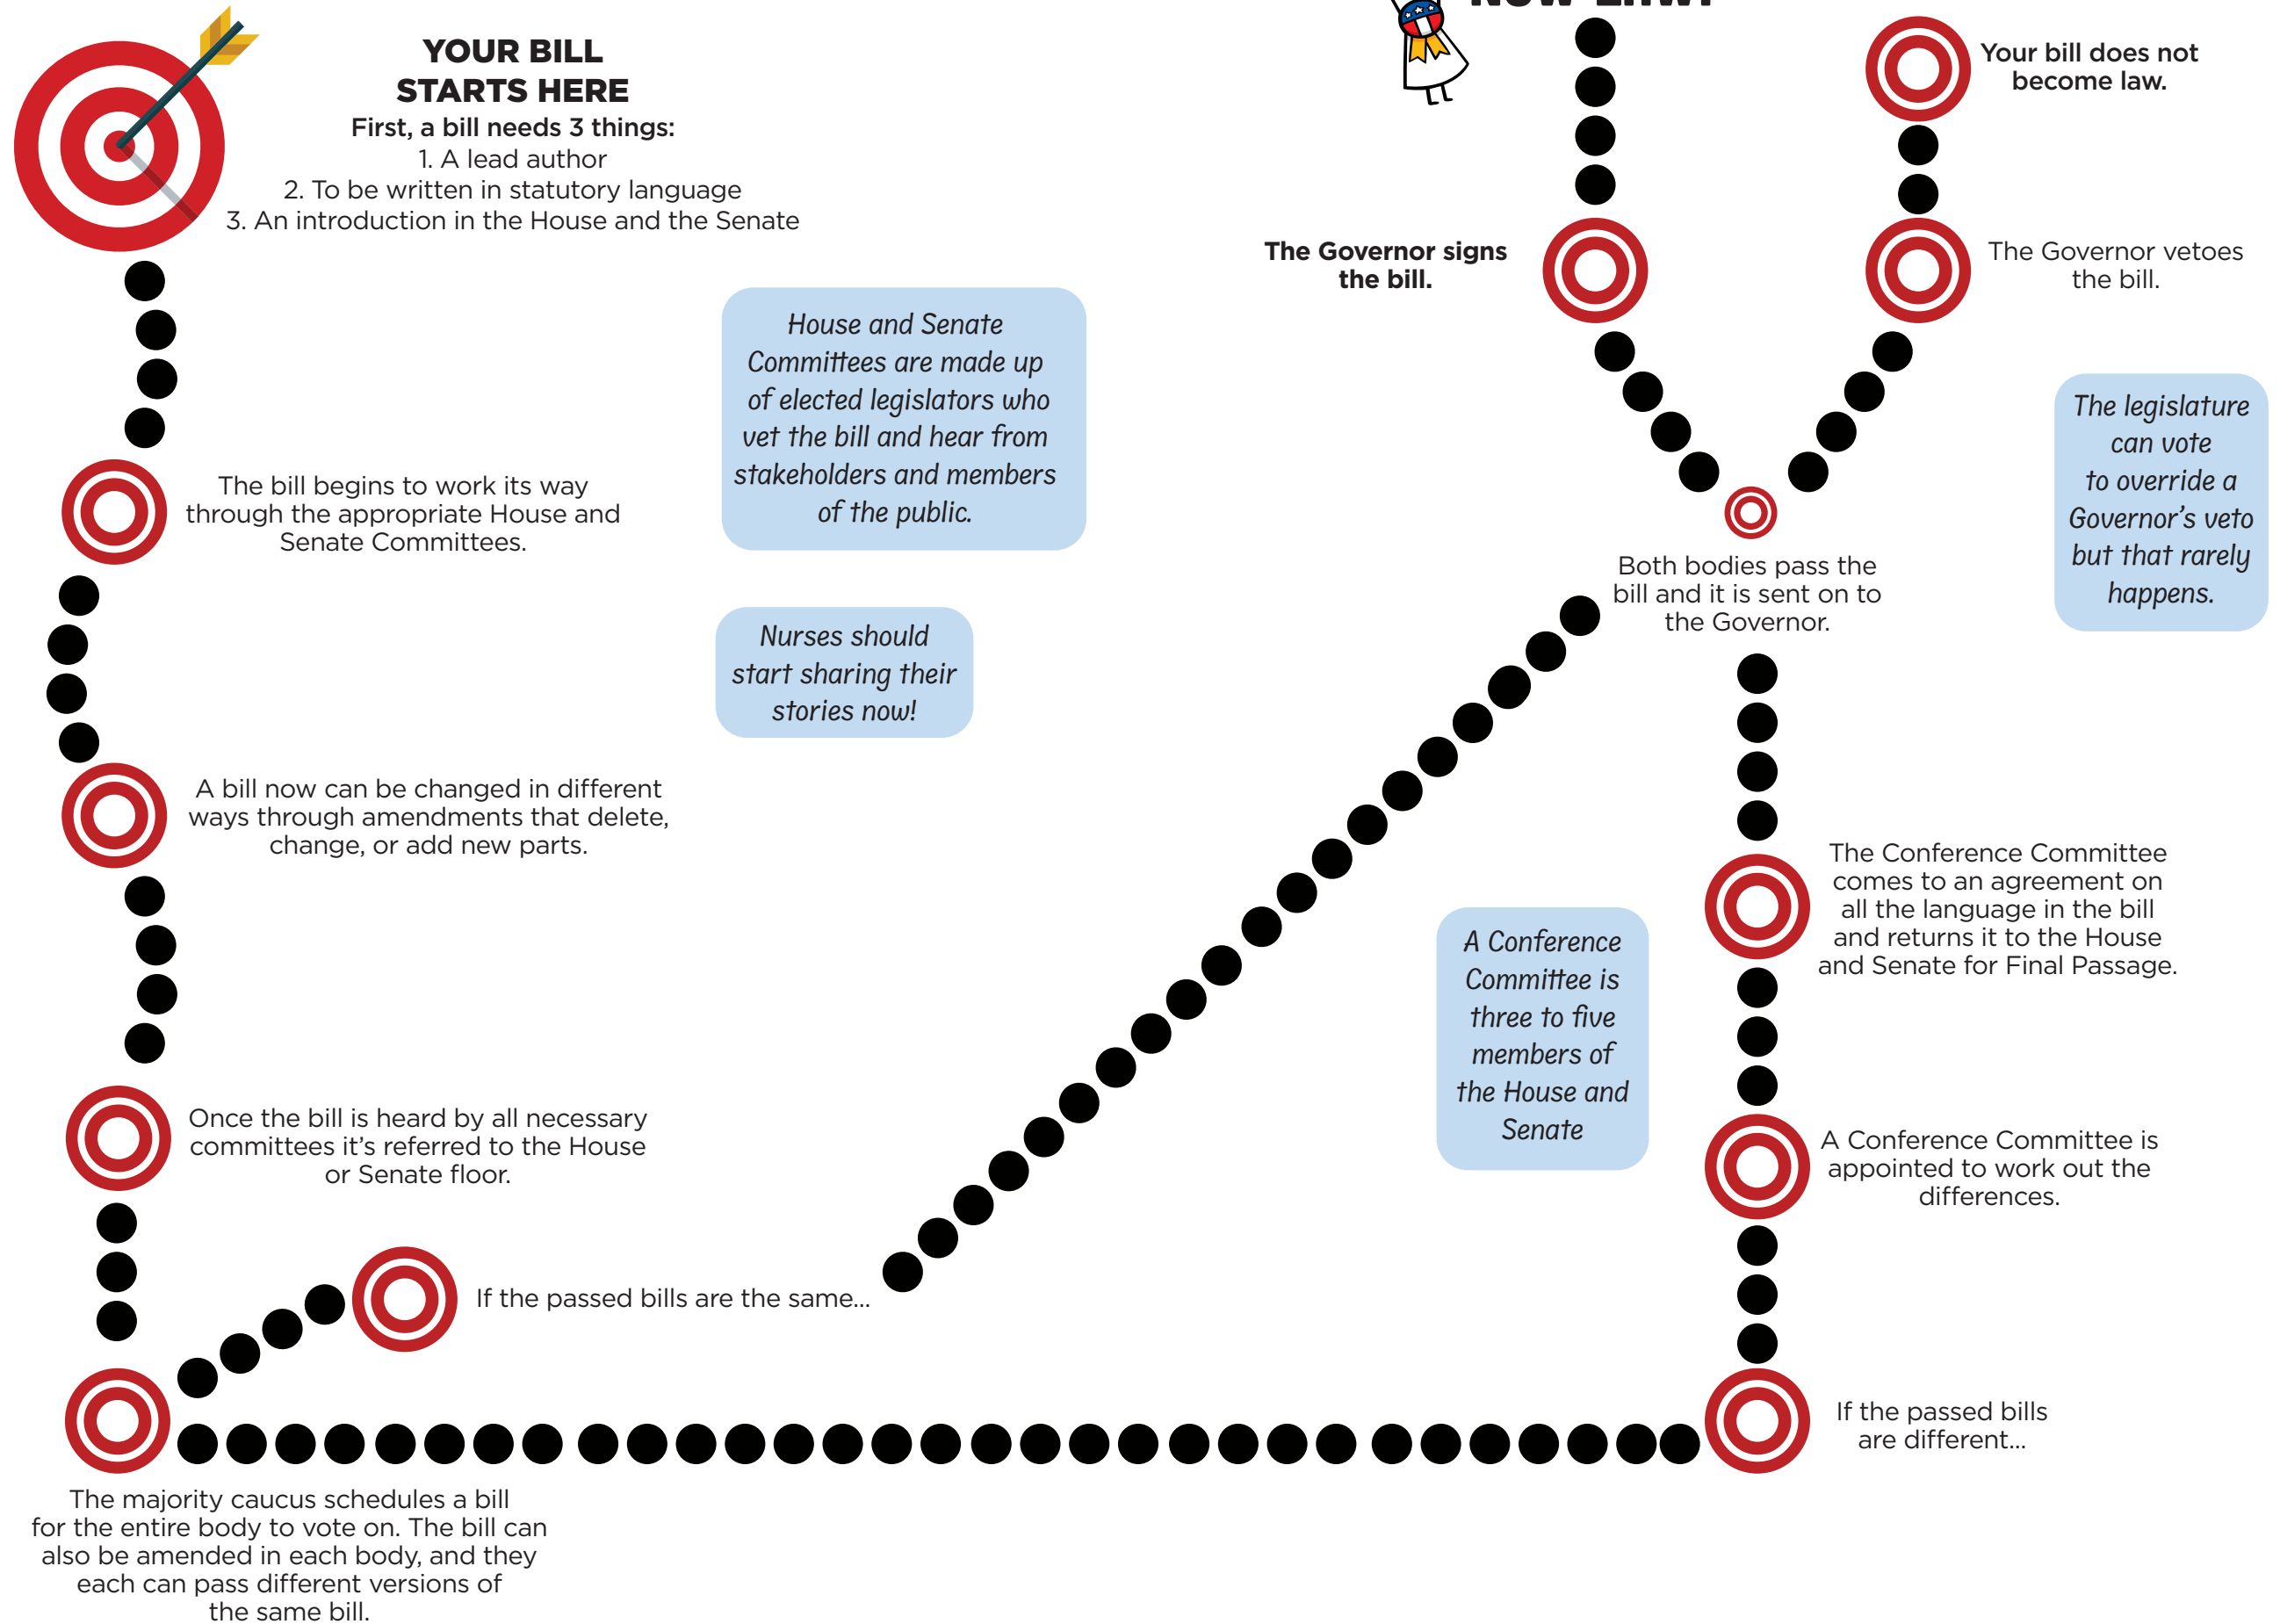 YOUR BILL
STARTS HERE
First, a bill needs 3 things:
1. A lead author
2. To be written in statutory language
3. An introduction in the House and the Senate
House and Senate
Committees are made up
of elected legislators who
vet the bill and hear from
stakeholders and members
of the public.
The bill begins to work its way
through the appropriate House and
Senate Committees.
Nurses should
start sharing their
stories now!
A bill now can be changed in different
ways through amendments that delete,
change, or add new parts.
Once the bill is heard by all necessary
committees it's referred to the House
or Senate floor.
If the passed bills are the same...
The majority caucus schedules a bill
for the entire body to vote on. The bill can
also be amended in each body, and they
each can pass different versions of
the same bill.
If the passed bills
are different...
A Conference Committee is
appointed to work out the
differences.
A Conference
Committee is
three to five
members of
the House and
Senate
The Conference Committee
comes to an agreement on
all the language in the bill
and returns it to the House
and Senate for Final Passage.
Both bodies pass the
bill and it is sent on to
the Governor.
The Governor signs
the bill.
NOW LAW!
The Governor vetoes
the bill.
The legislature
can vote
to override a
Governor’s veto
but that rarely
happens.
Your bill does not
become law.